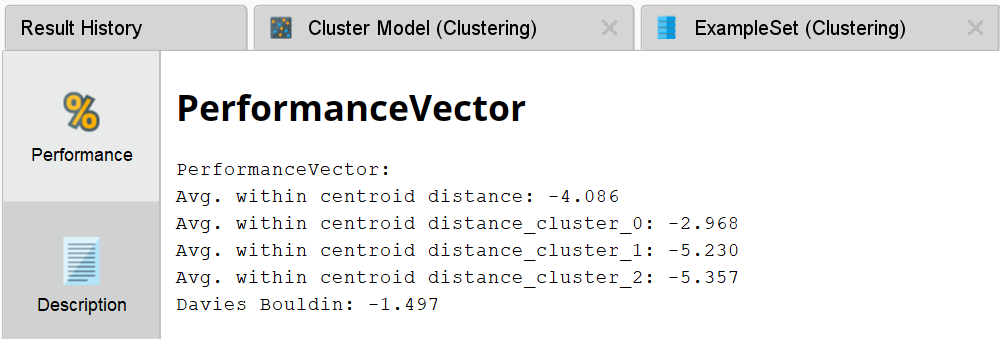 Result History
Cluster Model (Clustering)
ExampleSet (Clustering)
%
Performance
Description
PerformanceVector
PerformanceVector:
Avg. within centroid distance: -4.086
Avg. within centroid distance_cluster_0: -2.968
Avg. within centroid distance_cluster_1: -5.230
Avg. within centroid distance_cluster_2: -5.357
Davies Bouldin: -1.497